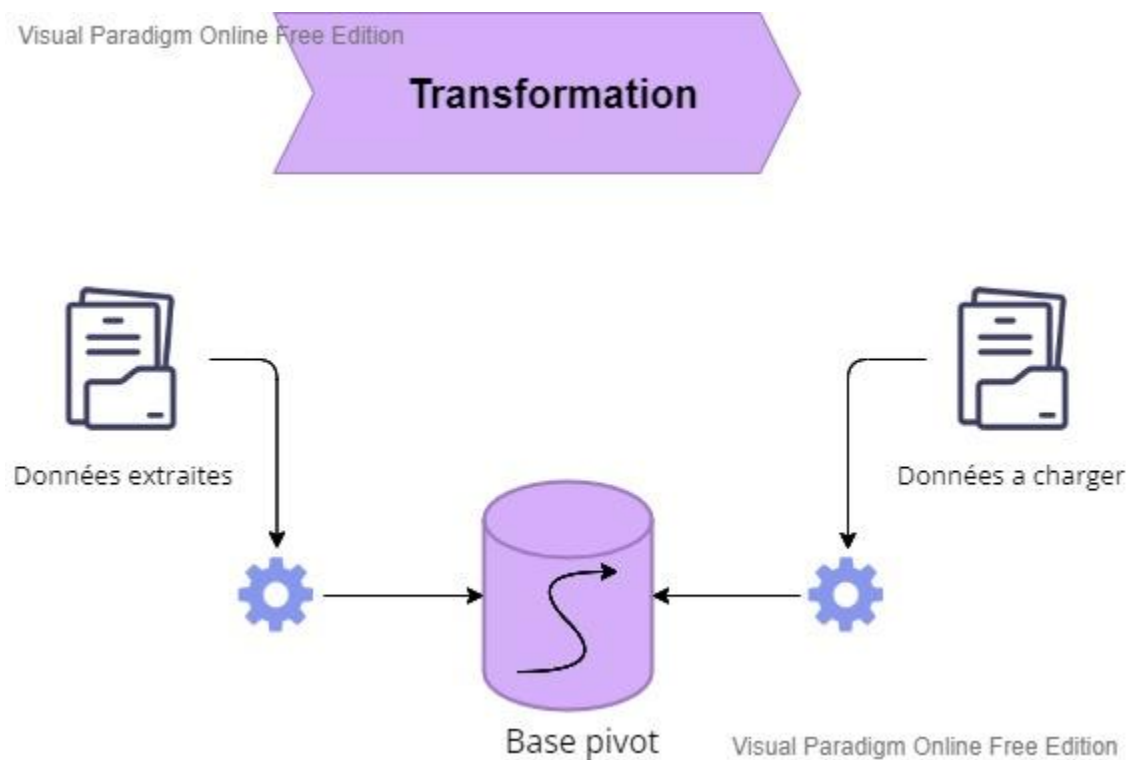 Visual Paradigm Online Free Edition
Transformation
Données extraites
Données a charger
Base pivot
Visual Paradigm Online Free Edition